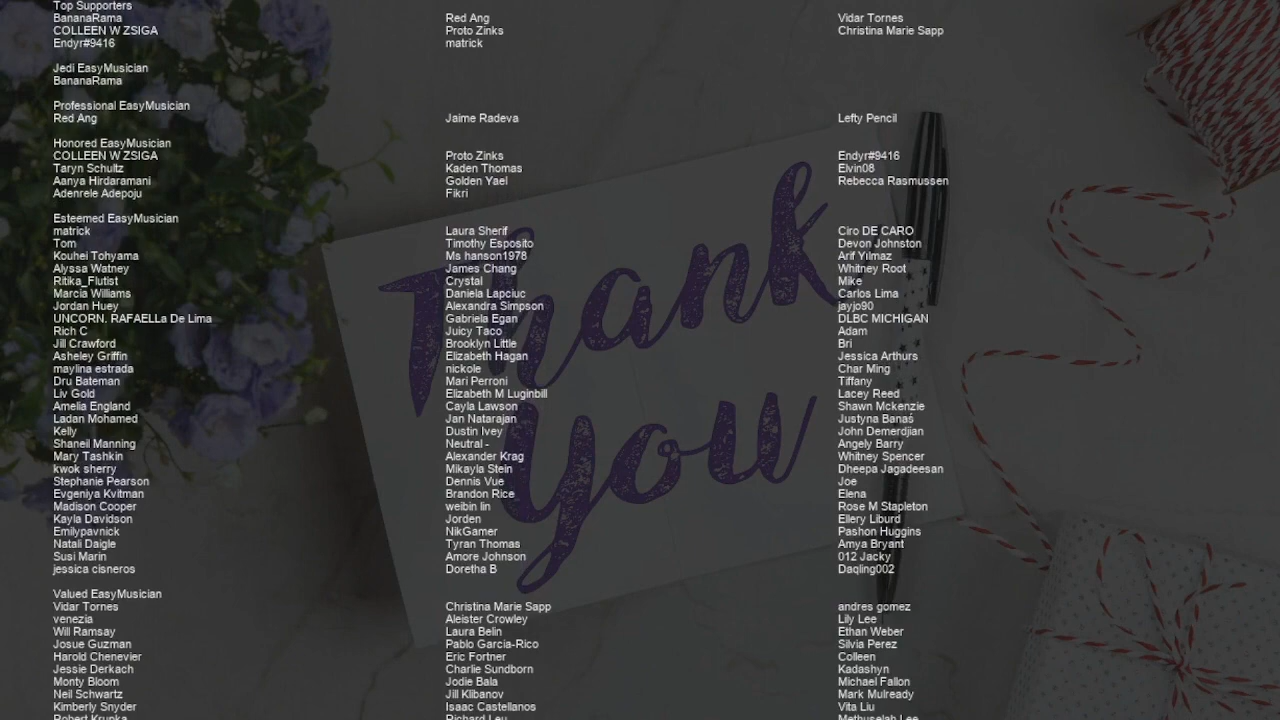 Top Supporters
BananaRama Red Ang Vidar Tornes
COLLEEN W ZSIGA Proto Zinks Christina Marie Sapp
Endyr#9416 matrick
Jedi EasyMusician
BananaRama
Professional EasyMusician
Red Ang Jaime Radeva Lefty Pencil
Honored EasyMusician
COLLEEN W ZSIGA Proto Zinks Endyr#9416
Taryn Schultz Kaden Thomas Elvin08
Aanya Hirdaramani Golden Yael Rebecca Rasmussen
Adenrele Adepoju Fikri
Esteemed EasyMusician
matrick Laura Sherif Ciro DE CARO
Tom Timothy Esposito Devon Johnston
Kouhei Tohyama Ms hanson1978 Arif Yılmaz
Alyssa Watney James Chang Whitney Root
Ritika_Flutist Crystal Mike
Marcia Williams Daniela Lapciuc Carlos Lima
Jordan Huey Alexandra Simpson jayjo90
UNCORN. RAFAELLa De Lima Gabriela Egan DLBC MICHIGAN
Rich C Juicy Taco Adam
Jill Crawford Brooklyn Little Bri
Asheley Griffin Elizabeth Hagan Jessica Arthurs
maylina estrada nickole Char Ming
Dru Bateman Mari Perroni Tiffany
Liv Gold Elizabeth M Luginbill Lacey Reed
Amelia England Cayla Lawson Shawn Mckenzie
Ladan Mohamed Jan Natarajan Justyna Banaś
Kelly Dustin Ivey John Demerdjian
Shaneil Manning Neutral - Angely Barry
Mary Tashkin Alexander Krag Whitney Spencer
kwok sherry Mikayla Stein Dheepa Jagadeesan
Stephanie Pearson Dennis Vue Joe
Evgeniya Kvitman Brandon Rice Elena
Madison Cooper weibin lin Rose M Stapleton
Kayla Davidson Jorden Ellery Liburd
Emilypavnick NikGamer Pashon Huggins
Natali Daigle Tyran Thomas Amya Bryant
Susi Marin Amore Johnson 012 Jacky
jessica cisneros Doretha B Daqling002
Valued EasyMusician
Vidar Tornes Christina Marie Sapp andres gomez
venezia Aleister Crowley Lily Lee
Will Ramsay Laura Belin Ethan Weber
Josue Guzman Pablo Garcia-Rico Silvia Perez
Harold Chenevier Eric Fortner Colleen
Jessie Derkach Charlie Sundborn Kadashyn
Monty Bloom Jodie Bala Michael Fallon
Neil Schwartz Jill Klibanov Mark Mulready
Kimberly Snyder Isaac Castellanos Vita Liu
Robert Krupka Richard Leu Methuselah Lee
Thank
You